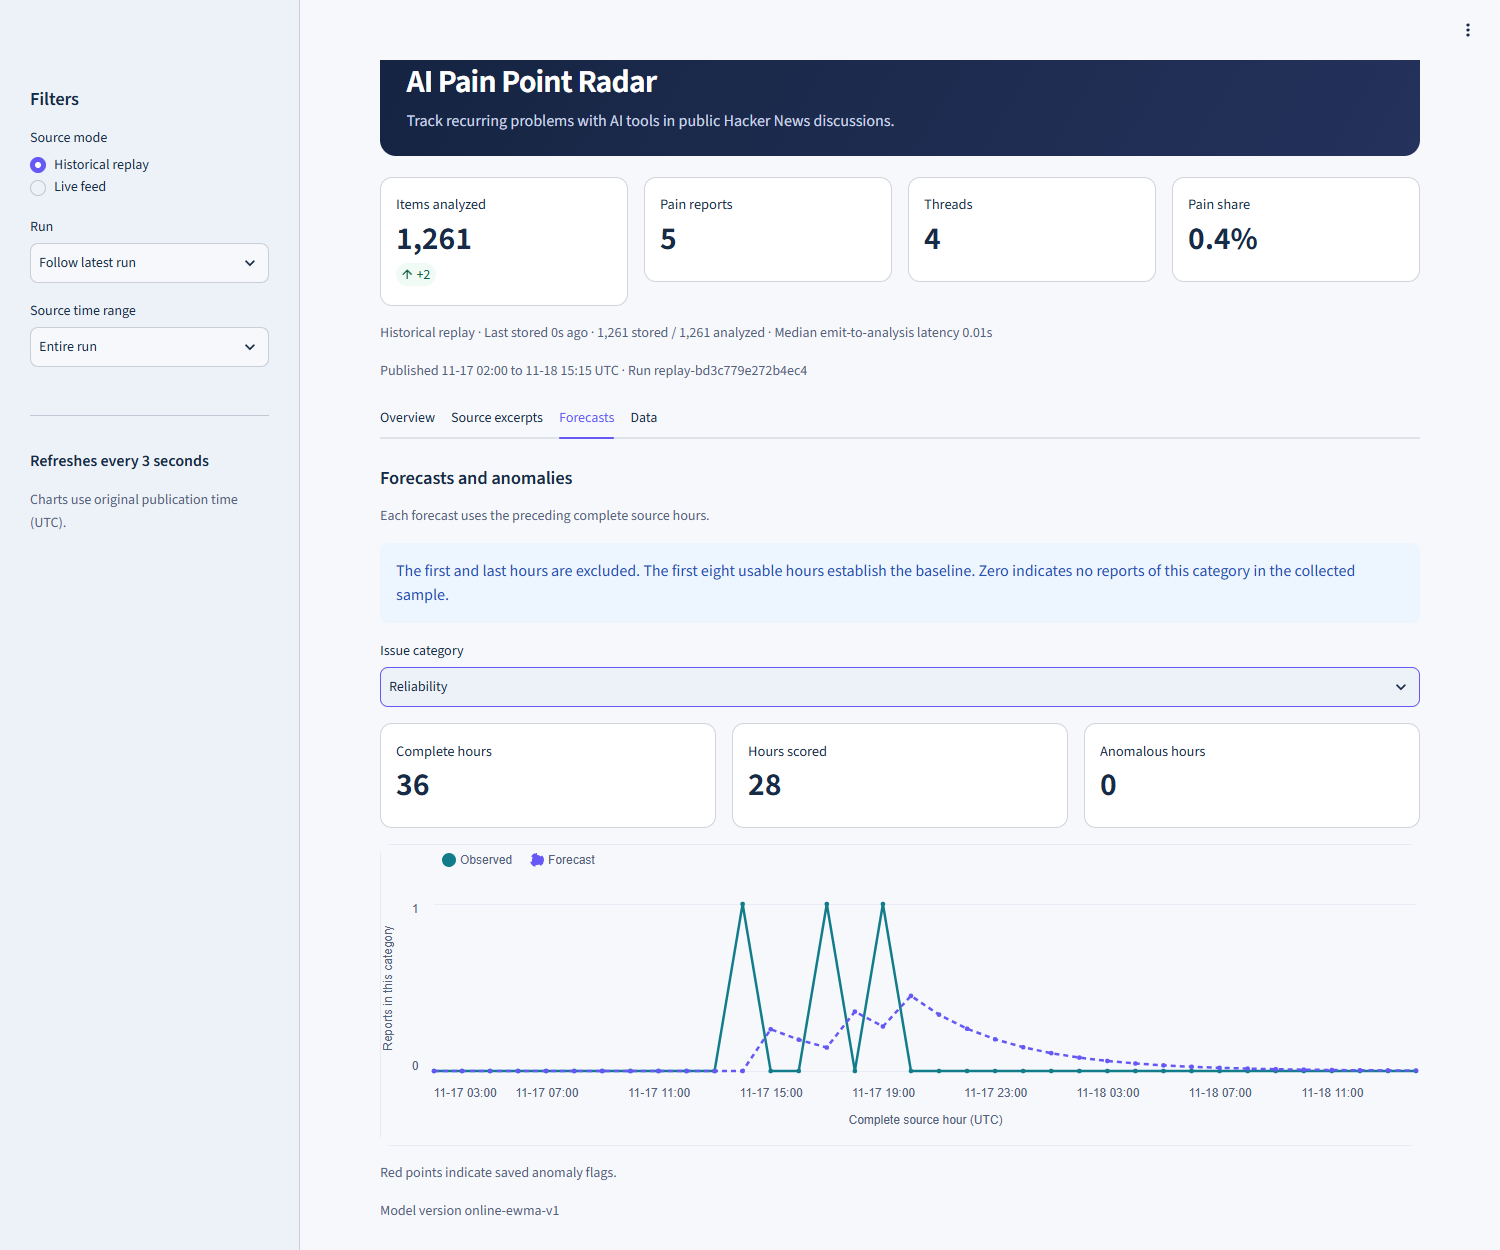 Filters
Source mode
Historical replay
Live feed
Run
Follow latest run
Source time range
Entire run
Refreshes every 3 seconds
Charts use original publication time
(UTC).
AI Pain Point Radar
Track recurring problems with AI tools in public Hacker News discussions.
Items analyzed
1,261
+2
Pain reports
5
Threads
4
Pain share
0.4%
Historical replay · Last stored 0s ago · 1,261 stored / 1,261 analyzed · Median emit-to-analysis latency 0.01s
Published 11-17 02:00 to 11-18 15:15 UTC · Run replay-bd3c779e272b4ec4
Overview Source excerpts Forecasts Data
Forecasts and anomalies
Each forecast uses the preceding complete source hours.
The first and last hours are excluded. The first eight usable hours establish the baseline. Zero indicates no reports of this category in the collected
sample.
Issue category
Reliability
Complete hours
36
Hours scored
28
Anomalous hours
0
Observed Forecast
Reports in this category
1
0
11-17 03:00 11-17 07:00 11-17 11:00 11-17 15:00 11-17 19:00 11-17 23:00 11-18 03:00 11-18 07:00 11-18 11:00
Complete source hour (UTC)
Red points indicate saved anomaly flags.
Model version online-ewma-v1